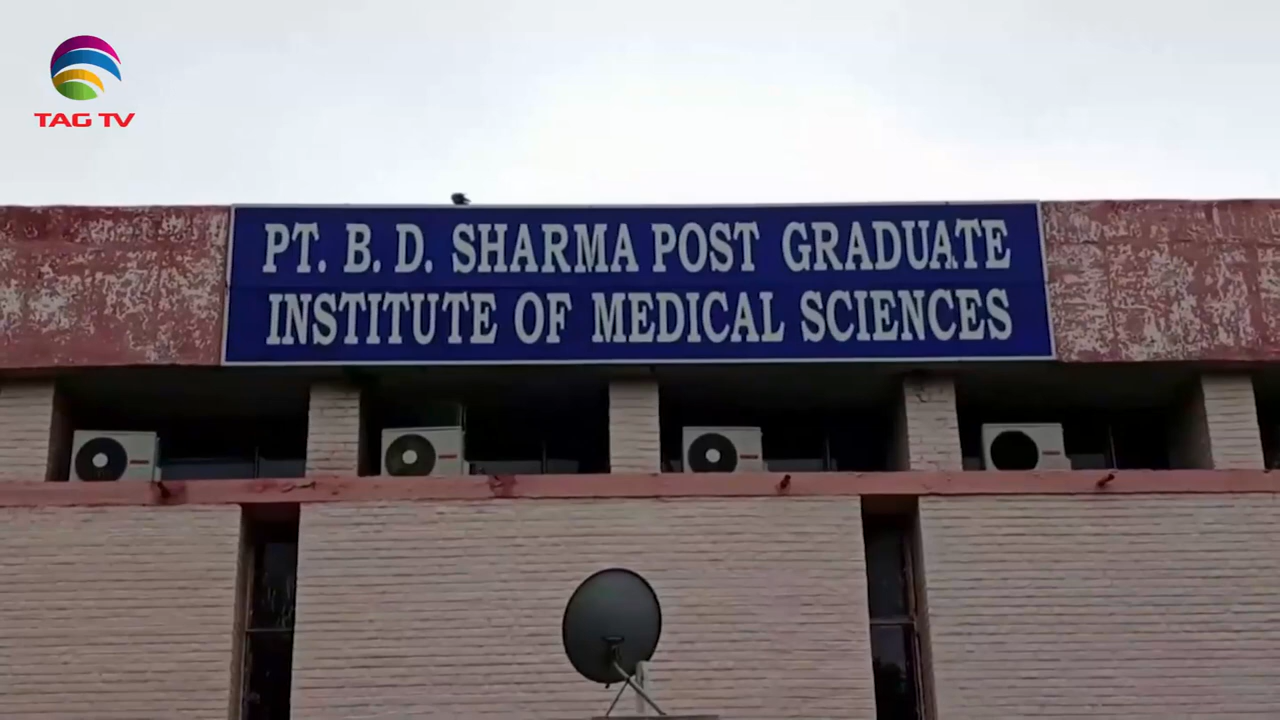 TAG TV
PT. B. D. SHARMA POST GRADUATE
INSTITUTE OF MEDICAL SCIENCES